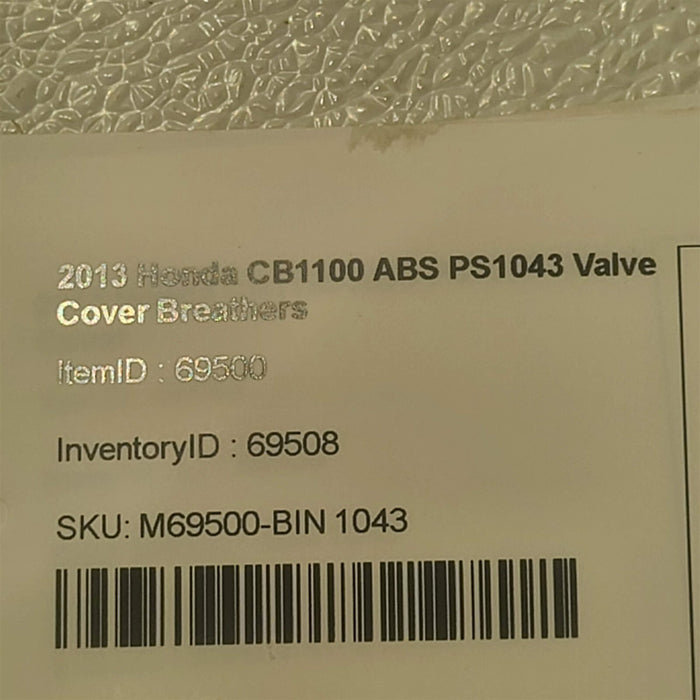 2013 Honda CB1100 ABS PS1043 Valve
Cover Breathers
ItemID : 69500
InventoryID : 69508
SKU: M69500-BIN 1043